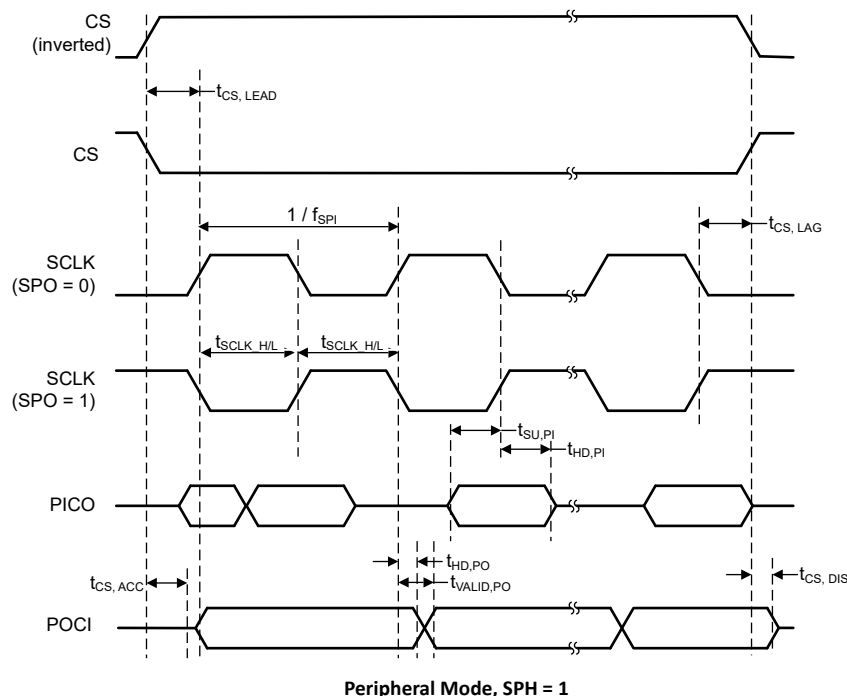 CS
(inverted)
tCS, LEAD
CS
1 / fSPI
tCS, LAG
SCLK
(SPO = 0)
tSCLK_H/L
tSCLK_H/L
SCLK
(SPO = 1)
tSU,PI
tHD,PI
PICO
tHD,PO
tCS, ACC
tVALID,PO
tCS, DIS
POCI
Peripheral Mode, SPH = 1